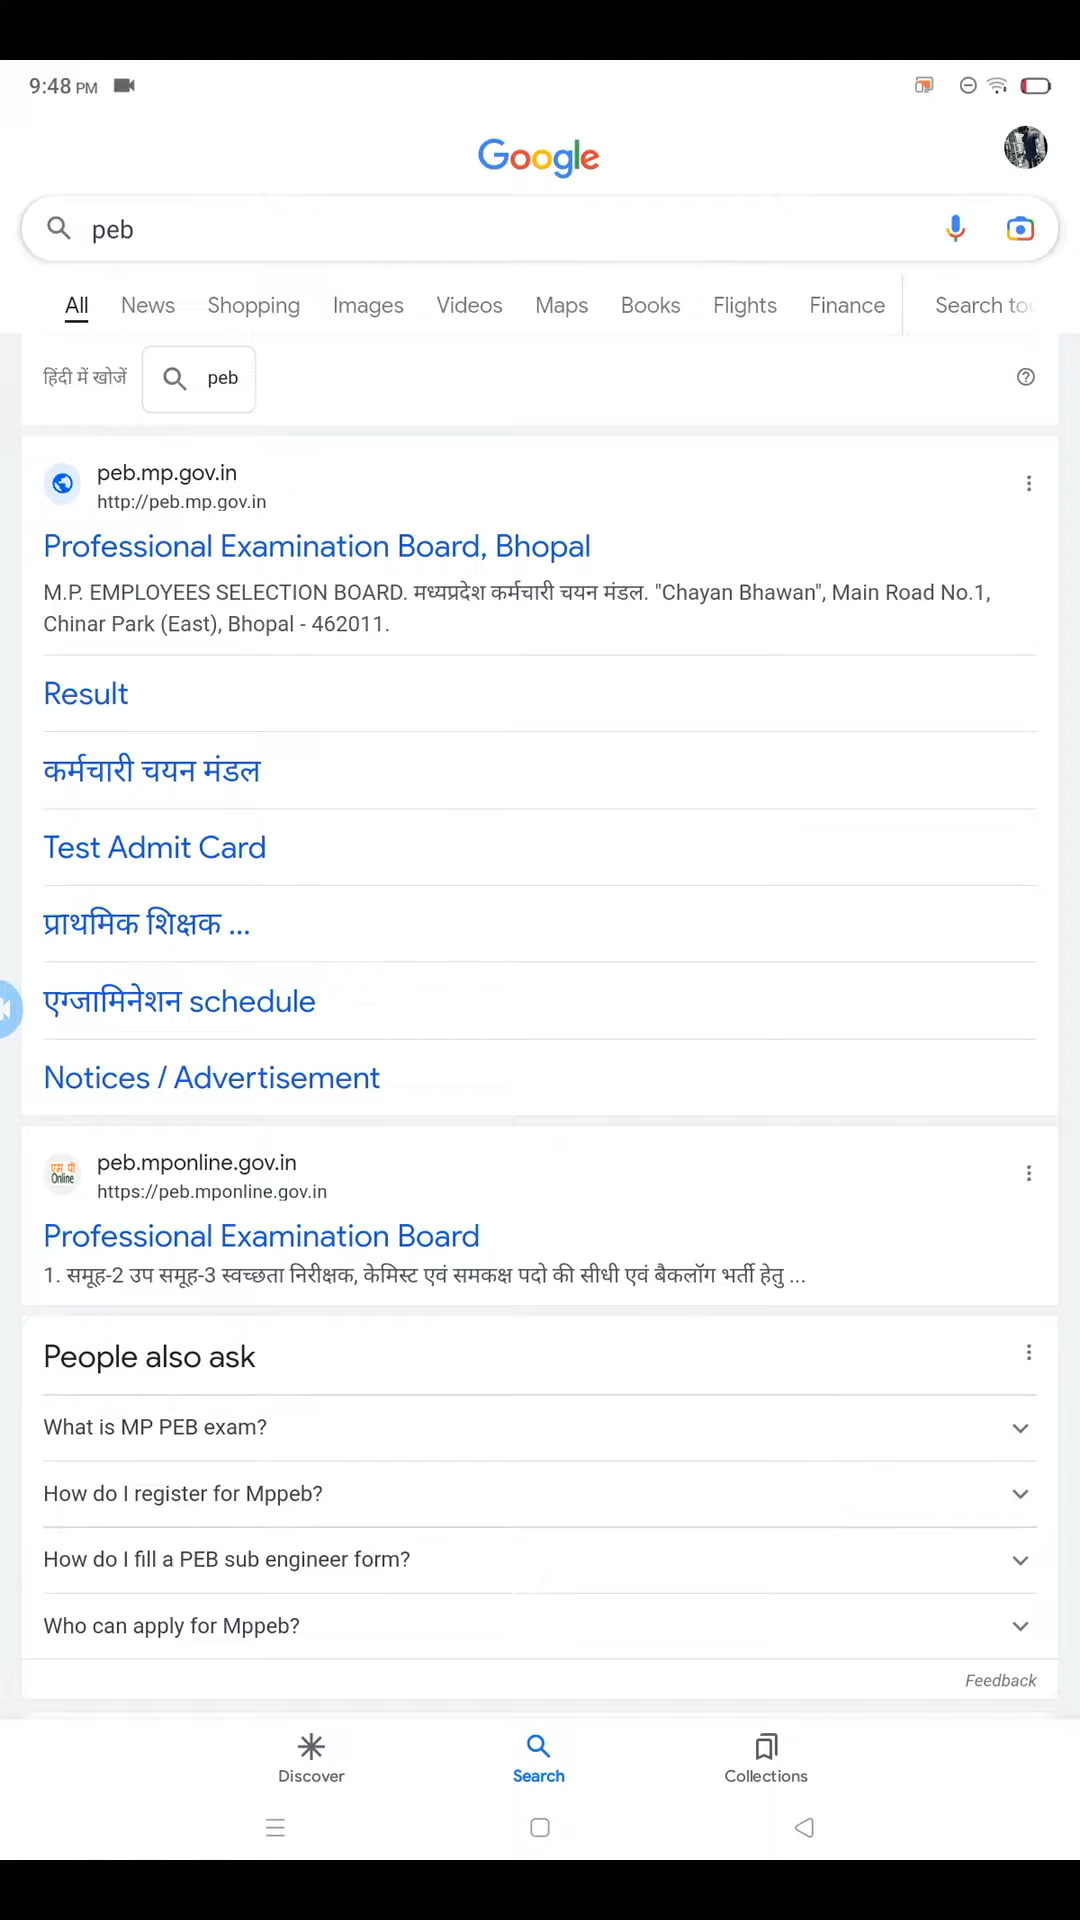 9:48 PM
Google
peb
All News Shopping Images Videos Maps Books Flights Finance Search
हिंदी में खोजें peb
peb.mp.gov.in
http://peb.mp.gov.in
Professional Examination Board, Bhopal
M.P. EMPLOYEES SELECTION BOARD. मध्यप्रदेश कर्मचारी चयन मंडल. "Chayan Bhawan", Main Road No.1,
Chinar Park (East), Bhopal - 462011.
Result
कर्मचारी चयन मंडल
Test Admit Card
प्राथमिक शिक्षक ...
एग्जामिनेशन schedule
Notices / Advertisement
एम पी
Online
peb.mponline.gov.in
https://peb.mponline.gov.in
Professional Examination Board
1. समूह-2 उप समूह-3 स्वच्छता निरीक्षक, केमिस्ट एवं समकक्ष पदो की सीधी एवं बैकलॉग भर्ती हेतु ...
People also ask
What is MP PEB exam?
How do I register for Mppeb?
How do I fill a PEB sub engineer form?
Who can apply for Mppeb?
Feedback
Discover Search Collections